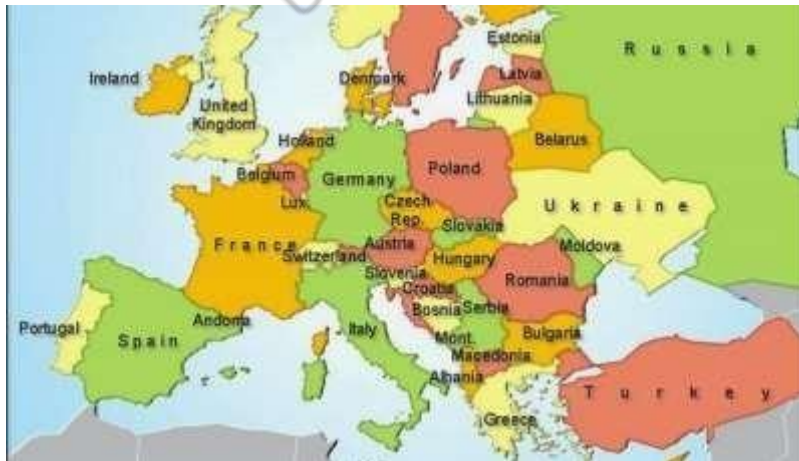 Estonia
Russia
Ireland
Denmark
Latvia
Lithuania
United
Kingdom
Holland
Belarus
Belgium
Germany
Poland
Lux.
Czech
Rep.
Ukraine
Slovakia
France
Switzerland
Austria
Moldova
Slovenia
Hungary
Romania
Croatia
Bosnia
Serbia
Portugal
Spain
Andorra
Italy
Mont.
Bulgaria
Macedonia
Albania
Turkey
Greece